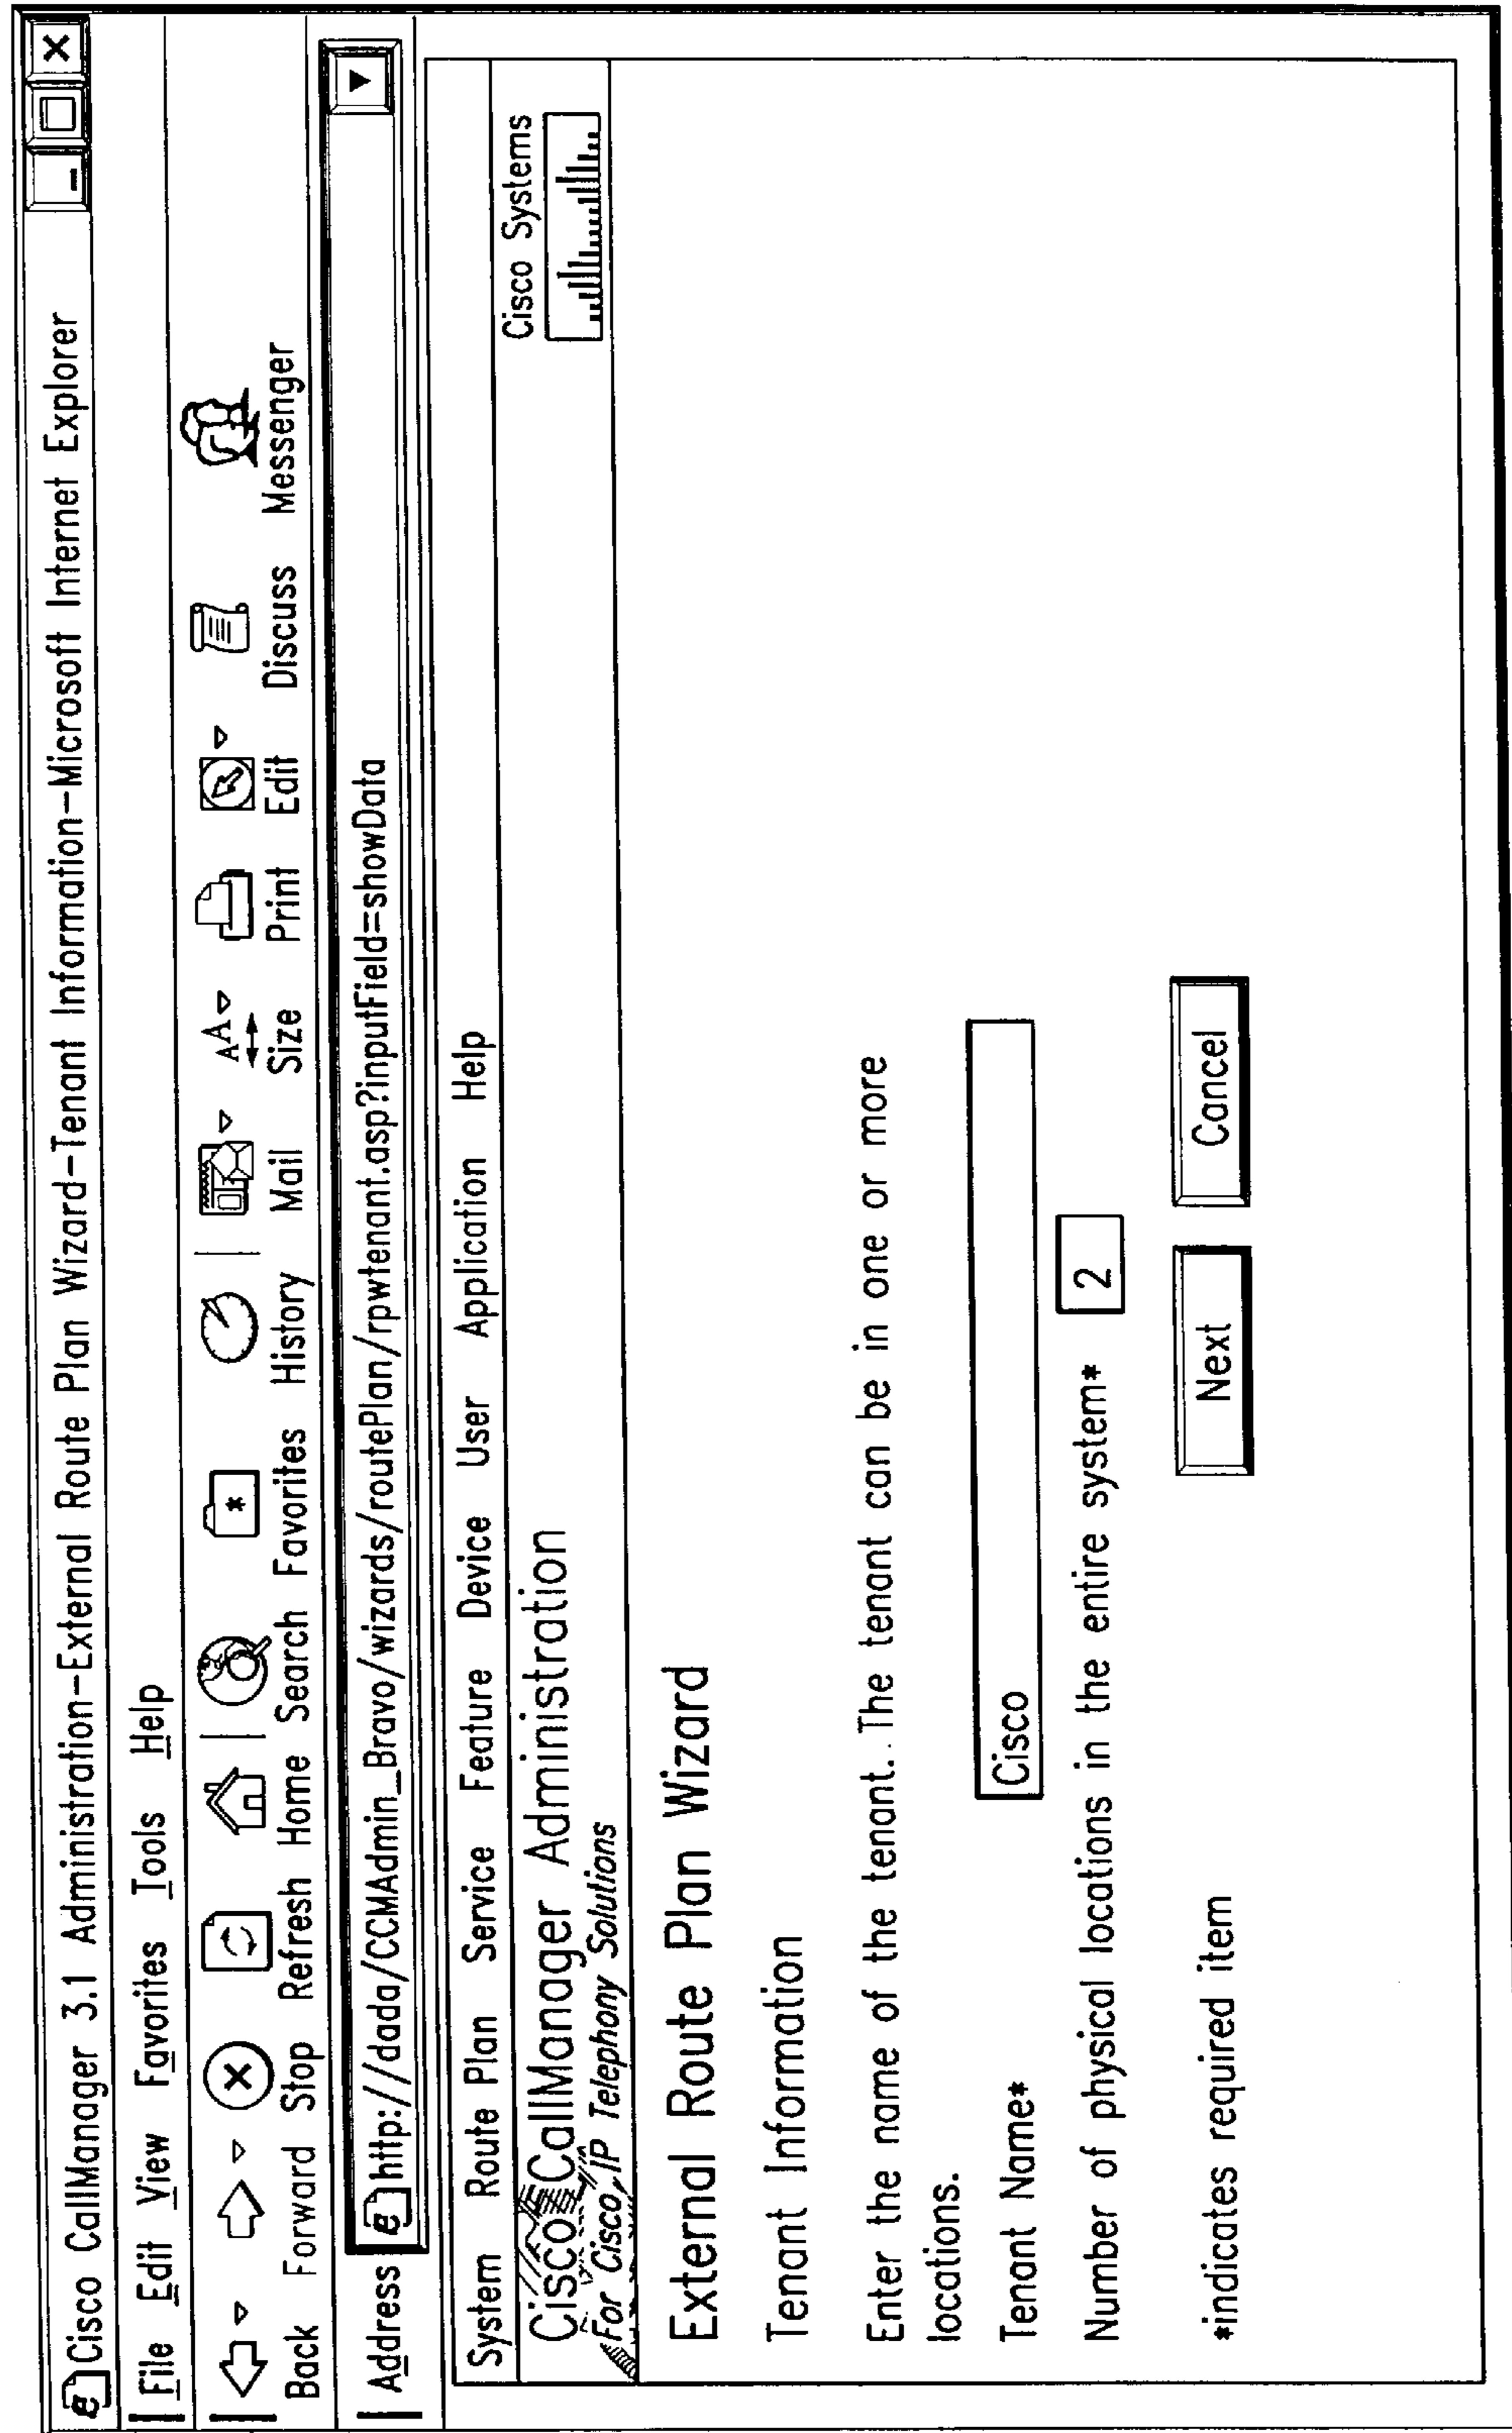 Cisco CallManager 3.1 Administration-External Route Plan Wizard-Tenant Information-Microsoft Internet Explorer
File Edit View Favorites Tools Help
Back Forward Stop Refresh Home Search Favorites History Mail Size Print Edit Discuss Messenger
Address http://dada/CCMAdmin_Bravo/wizards/routePlan/rpwtenant.asp?inputField=showData
System Route Plan Service Feature Device User Application Help
Cisco CallManager Administration
For Cisco IP Telephony Solutions
Cisco Systems
External Route Plan Wizard
Tenant Information
Enter the name of the tenant. The tenant can be in one or more
locations.
Tenant Name* Cisco
Number of physical locations in the entire system* 2
Next Cancel
*indicates required item